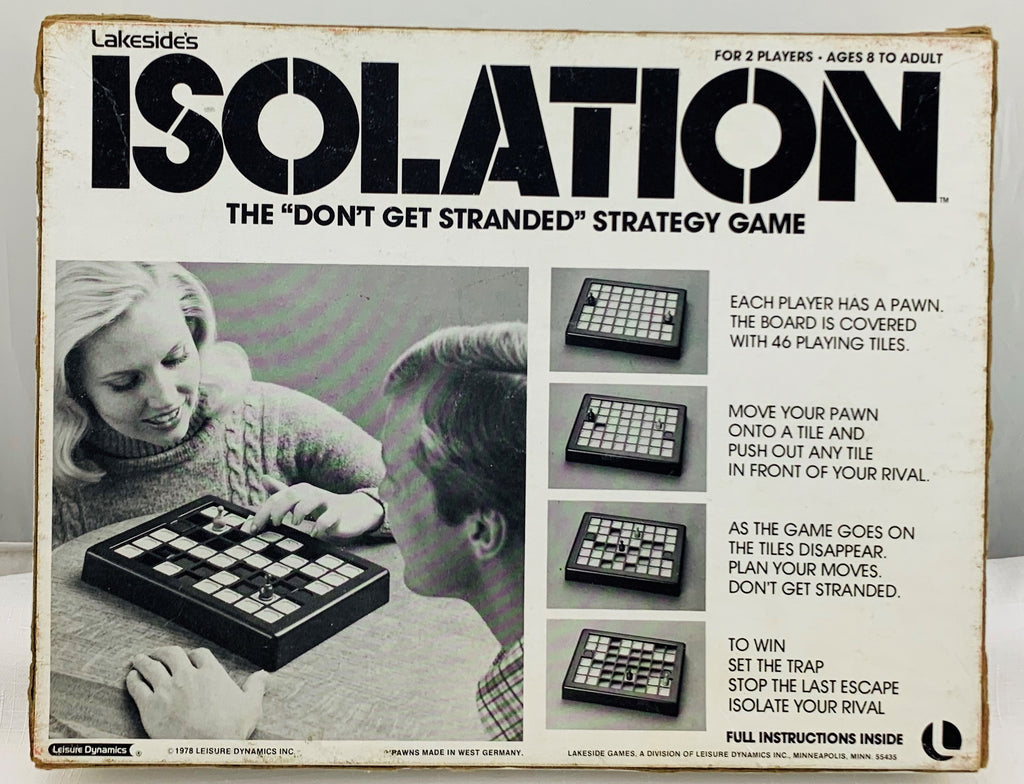 Lakeside's
FOR 2 PLAYERS • AGES 8 TO ADULT
ISOLATION™
THE "DON'T GET STRANDED" STRATEGY GAME
EACH PLAYER HAS A PAWN.
THE BOARD IS COVERED
WITH 46 PLAYING TILES.
MOVE YOUR PAWN
ONTO A TILE AND
PUSH OUT ANY TILE
IN FRONT OF YOUR RIVAL.
AS THE GAME GOES ON
THE TILES DISAPPEAR.
PLAN YOUR MOVES.
DON'T GET STRANDED.
TO WIN
SET THE TRAP
STOP THE LAST ESCAPE
ISOLATE YOUR RIVAL
FULL INSTRUCTIONS INSIDE
Leisure Dynamics ® © 1978 LEISURE DYNAMICS INC. PAWNS MADE IN WEST GERMANY. LAKESIDE GAMES, A DIVISION OF LEISURE DYNAMICS INC., MINNEAPOLIS, MINN. 55435